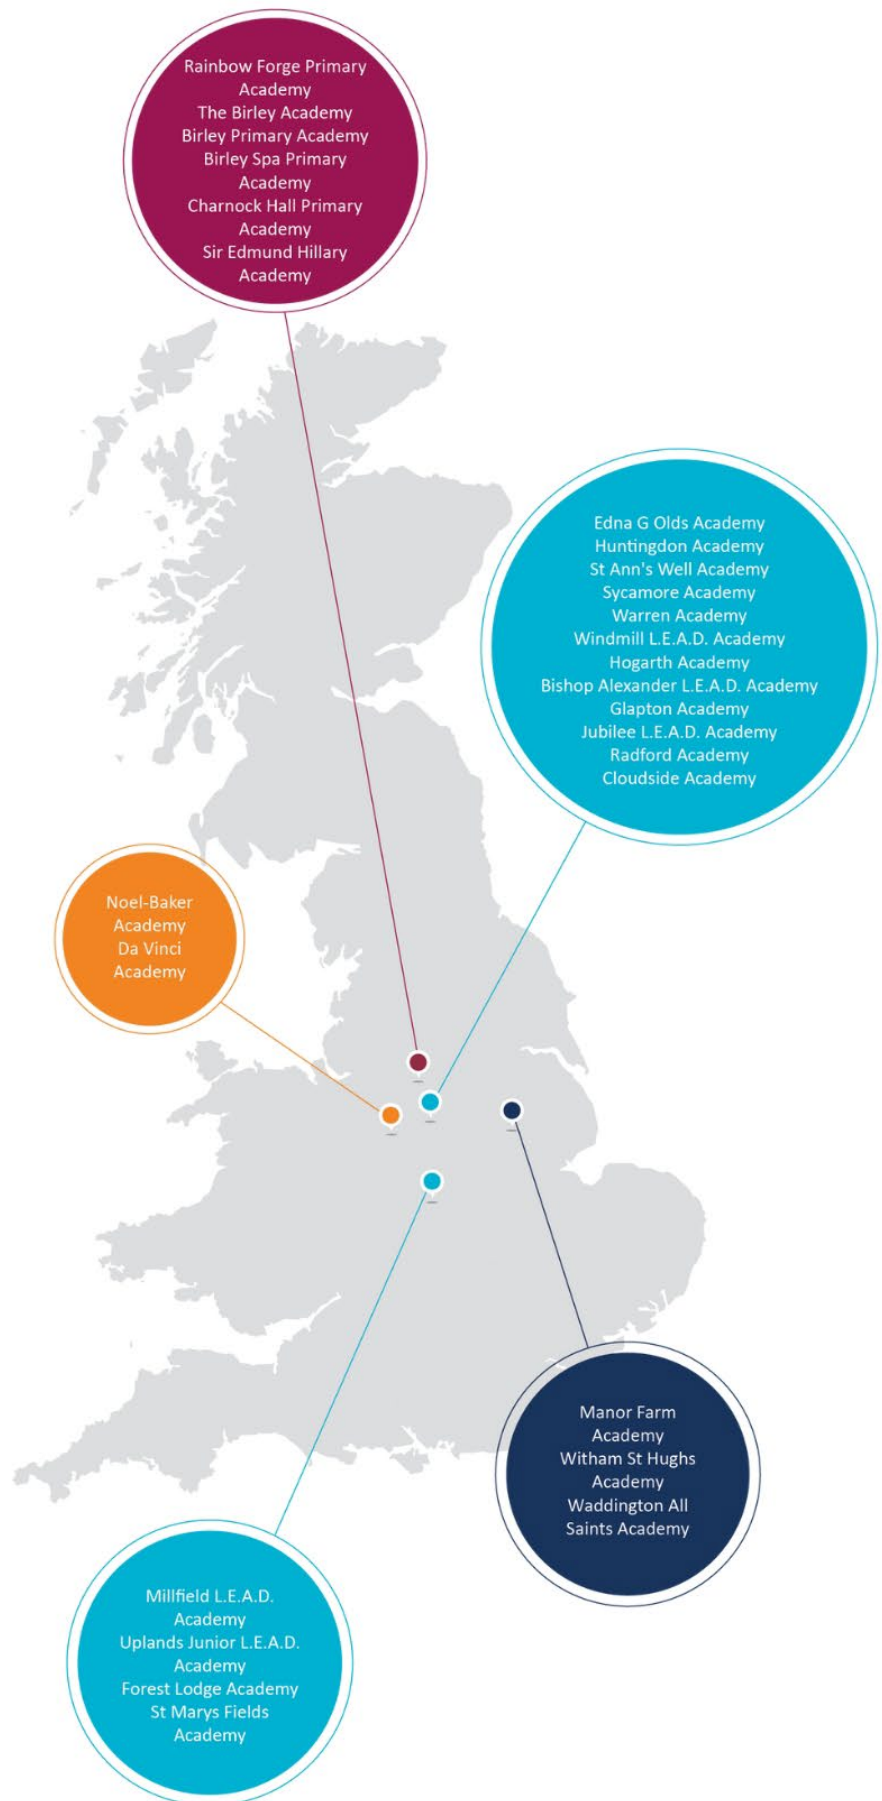 Rainbow Forge Primary
Academy
The Birley Academy
Birley Primary Academy
Birley Spa Primary
Academy
Charnock Hall Primary
Academy
Sir Edmund Hillary
Academy
Edna G Olds Academy
Huntingdon Academy
St Ann's Well Academy
Sycamore Academy
Warren Academy
Windmill L.E.A.D. Academy
Hogarth Academy
Bishop Alexander L.E.A.D. Academy
Glapton Academy
Jubilee L.E.A.D. Academy
Radford Academy
Cloudside Academy
Noel-Baker
Academy
Da Vinci
Academy
Manor Farm
Academy
Witham St Hughs
Academy
Waddington All
Saints Academy
Millfield L.E.A.D.
Academy
Uplands Junior L.E.A.D.
Academy
Forest Lodge Academy
St Marys Fields
Academy